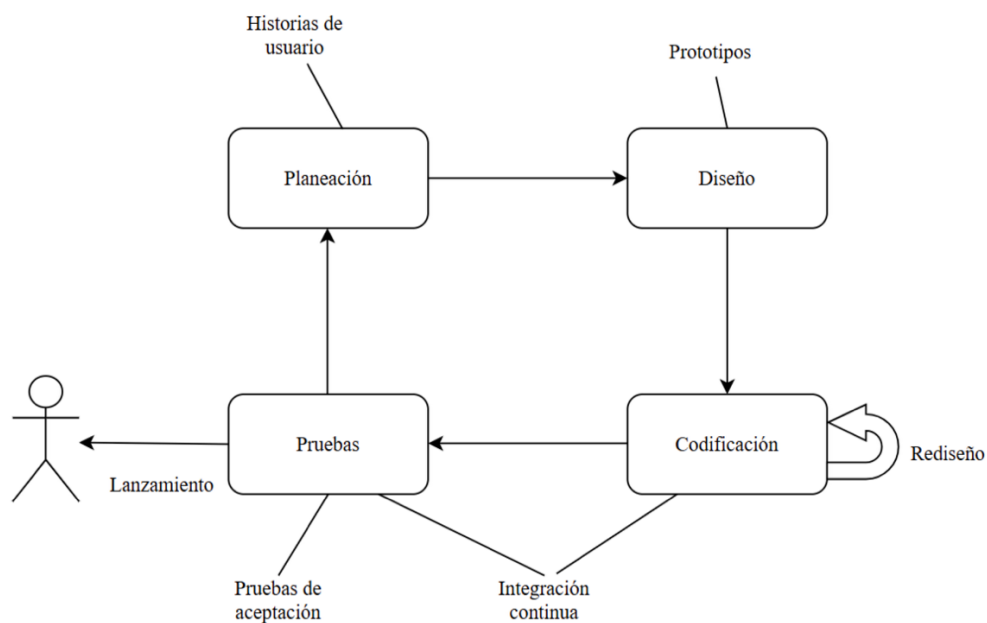 Historias de
usuario
Prototipos
Planeación
Diseño
Pruebas
Codificación
Rediseño
Lanzamiento
Pruebas de
aceptación
Integración
continua